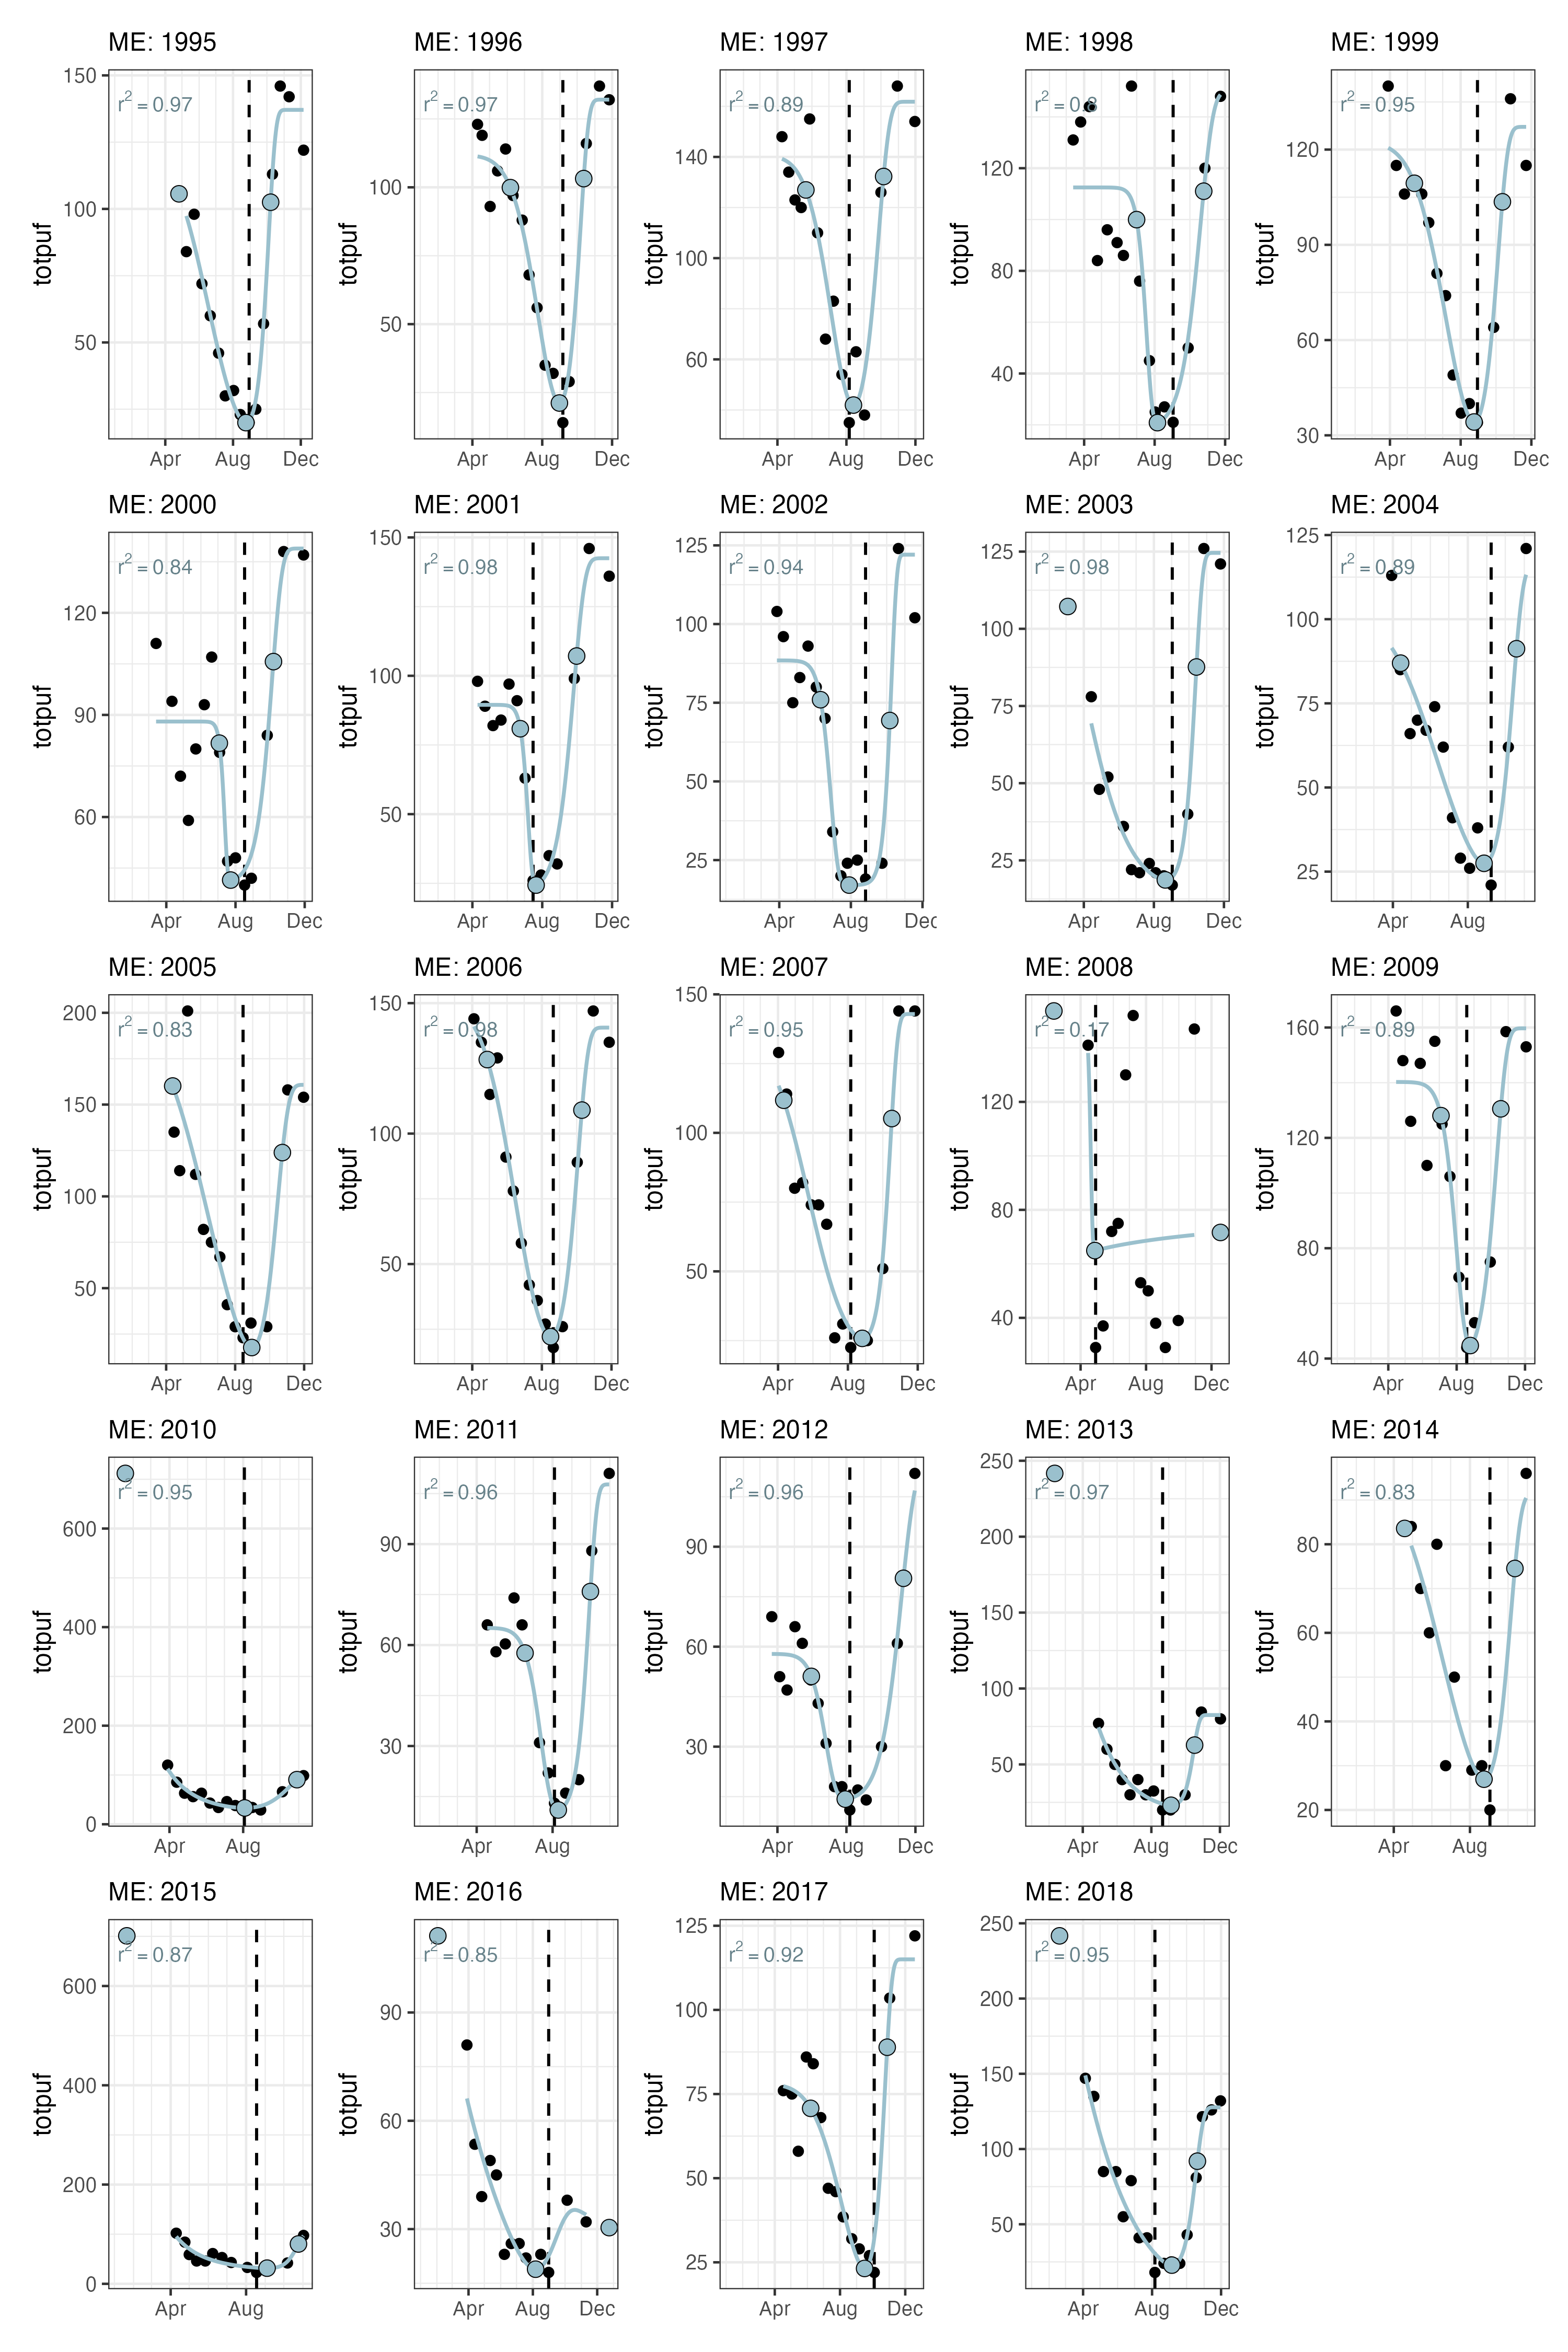 ME: 1995
150
r² = 0.97
100
totpuf
50
Apr Aug Dec
ME: 1996
r² = 0.97
100
totpuf
50
Apr Aug Dec
ME: 1997
r² = 0.89
140
totpuf
100
60
Apr Aug Dec
ME: 1998
r² = 0.8
120
totpuf
80
40
Apr Aug Dec
ME: 1999
r² = 0.95
120
totpuf
90
60
30
Apr Aug Dec
ME: 2000
r² = 0.84
120
totpuf
90
60
Apr Aug Dec
ME: 2001
150
r² = 0.98
100
totpuf
50
Apr Aug Dec
ME: 2002
125
r² = 0.94
100
totpuf
75
50
25
Apr Aug Dec
ME: 2003
125
r² = 0.98
100
totpuf
75
50
25
Apr Aug Dec
ME: 2004
125
r² = 0.89
100
totpuf
75
50
25
Apr Aug
ME: 2005
200
r² = 0.83
150
totpuf
100
50
Apr Aug Dec
ME: 2006
150
r² = 0.98
100
totpuf
50
Apr Aug Dec
ME: 2007
150
r² = 0.95
100
totpuf
50
Apr Aug Dec
ME: 2008
r² = 0.17
120
totpuf
80
40
Apr Aug Dec
ME: 2009
160
r² = 0.89
120
totpuf
80
40
Apr Aug Dec
ME: 2010
r² = 0.95
600
totpuf
400
200
0
Apr Aug
ME: 2011
r² = 0.96
90
totpuf
60
30
Apr Aug
ME: 2012
r² = 0.96
90
totpuf
60
30
Apr Aug Dec
ME: 2013
250
r² = 0.97
200
totpuf
150
100
50
Apr Aug Dec
ME: 2014
r² = 0.83
80
totpuf
60
40
20
Apr Aug
ME: 2015
r² = 0.87
600
totpuf
400
200
0
Apr Aug
ME: 2016
r² = 0.85
90
totpuf
60
30
Apr Aug Dec
ME: 2017
125
r² = 0.92
100
totpuf
75
50
25
Apr Aug Dec
ME: 2018
250
r² = 0.95
200
totpuf
150
100
50
Apr Aug Dec